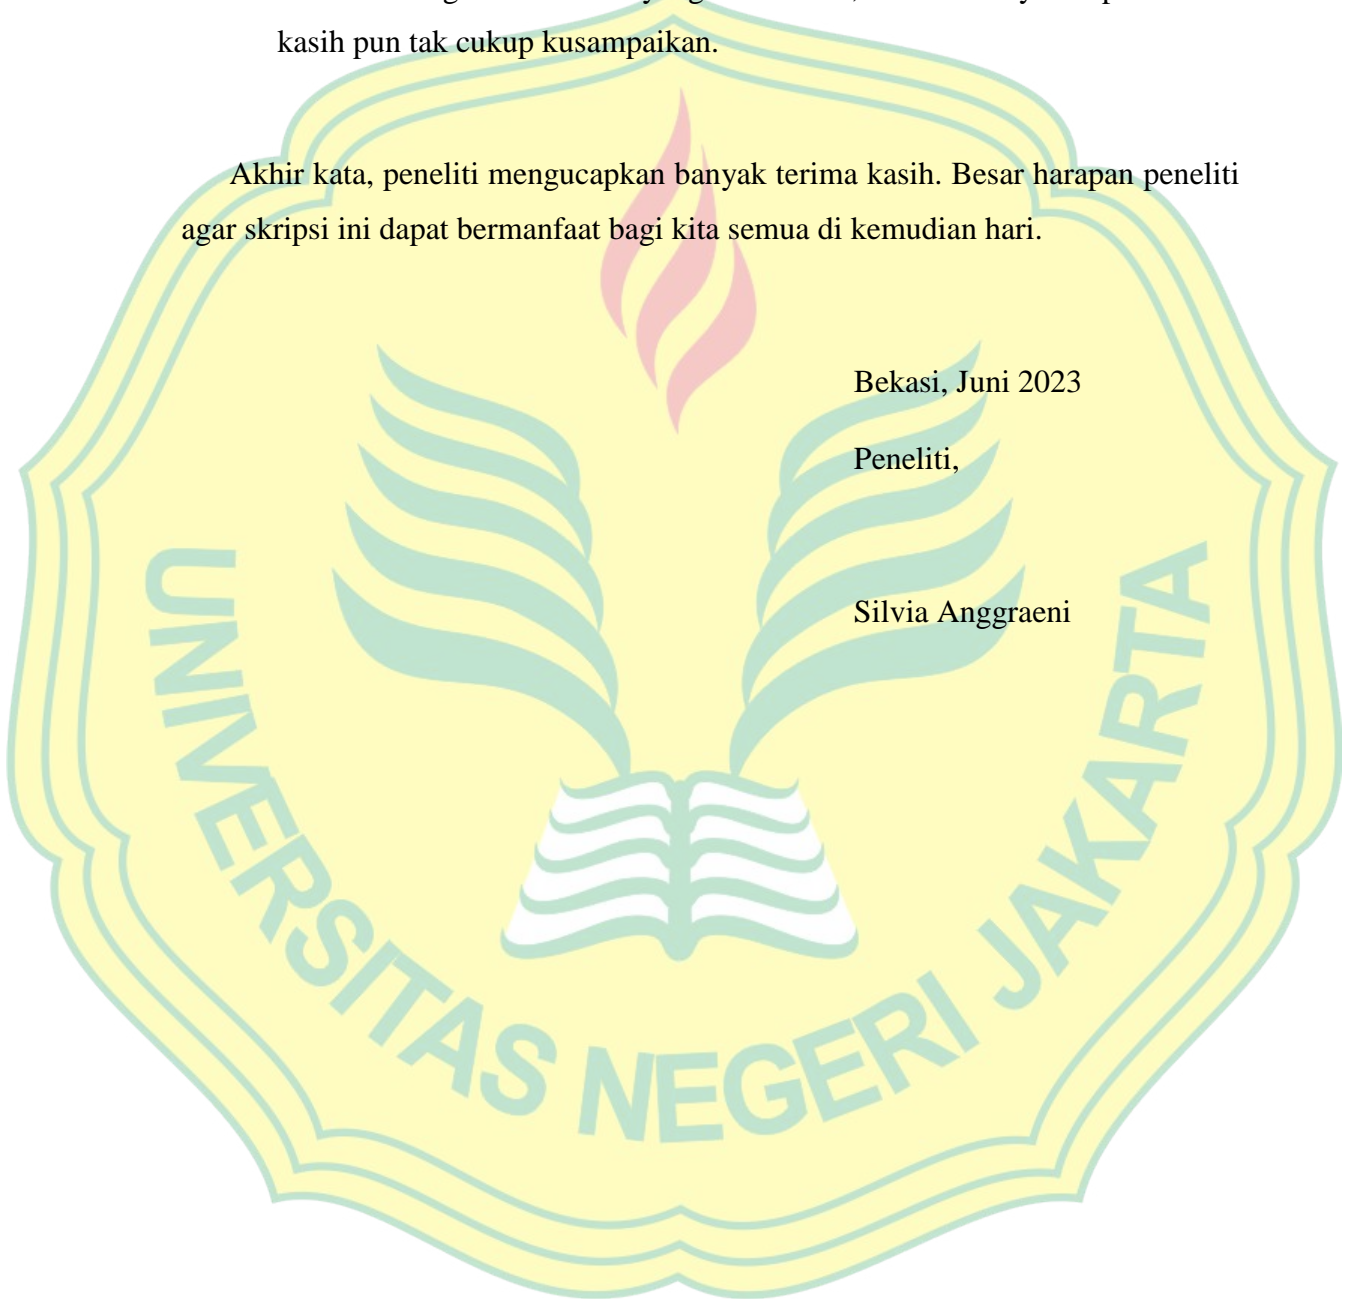 kasih pun tak cukup kusampaikan.
Akhir kata, peneliti mengucapkan banyak terima kasih. Besar harapan peneliti
agar skripsi ini dapat bermanfaat bagi kita semua di kemudian hari.
Bekasi, Juni 2023
Peneliti,
Silvia Anggraeni
UNIVERSITAS NEGERI JAKARTA